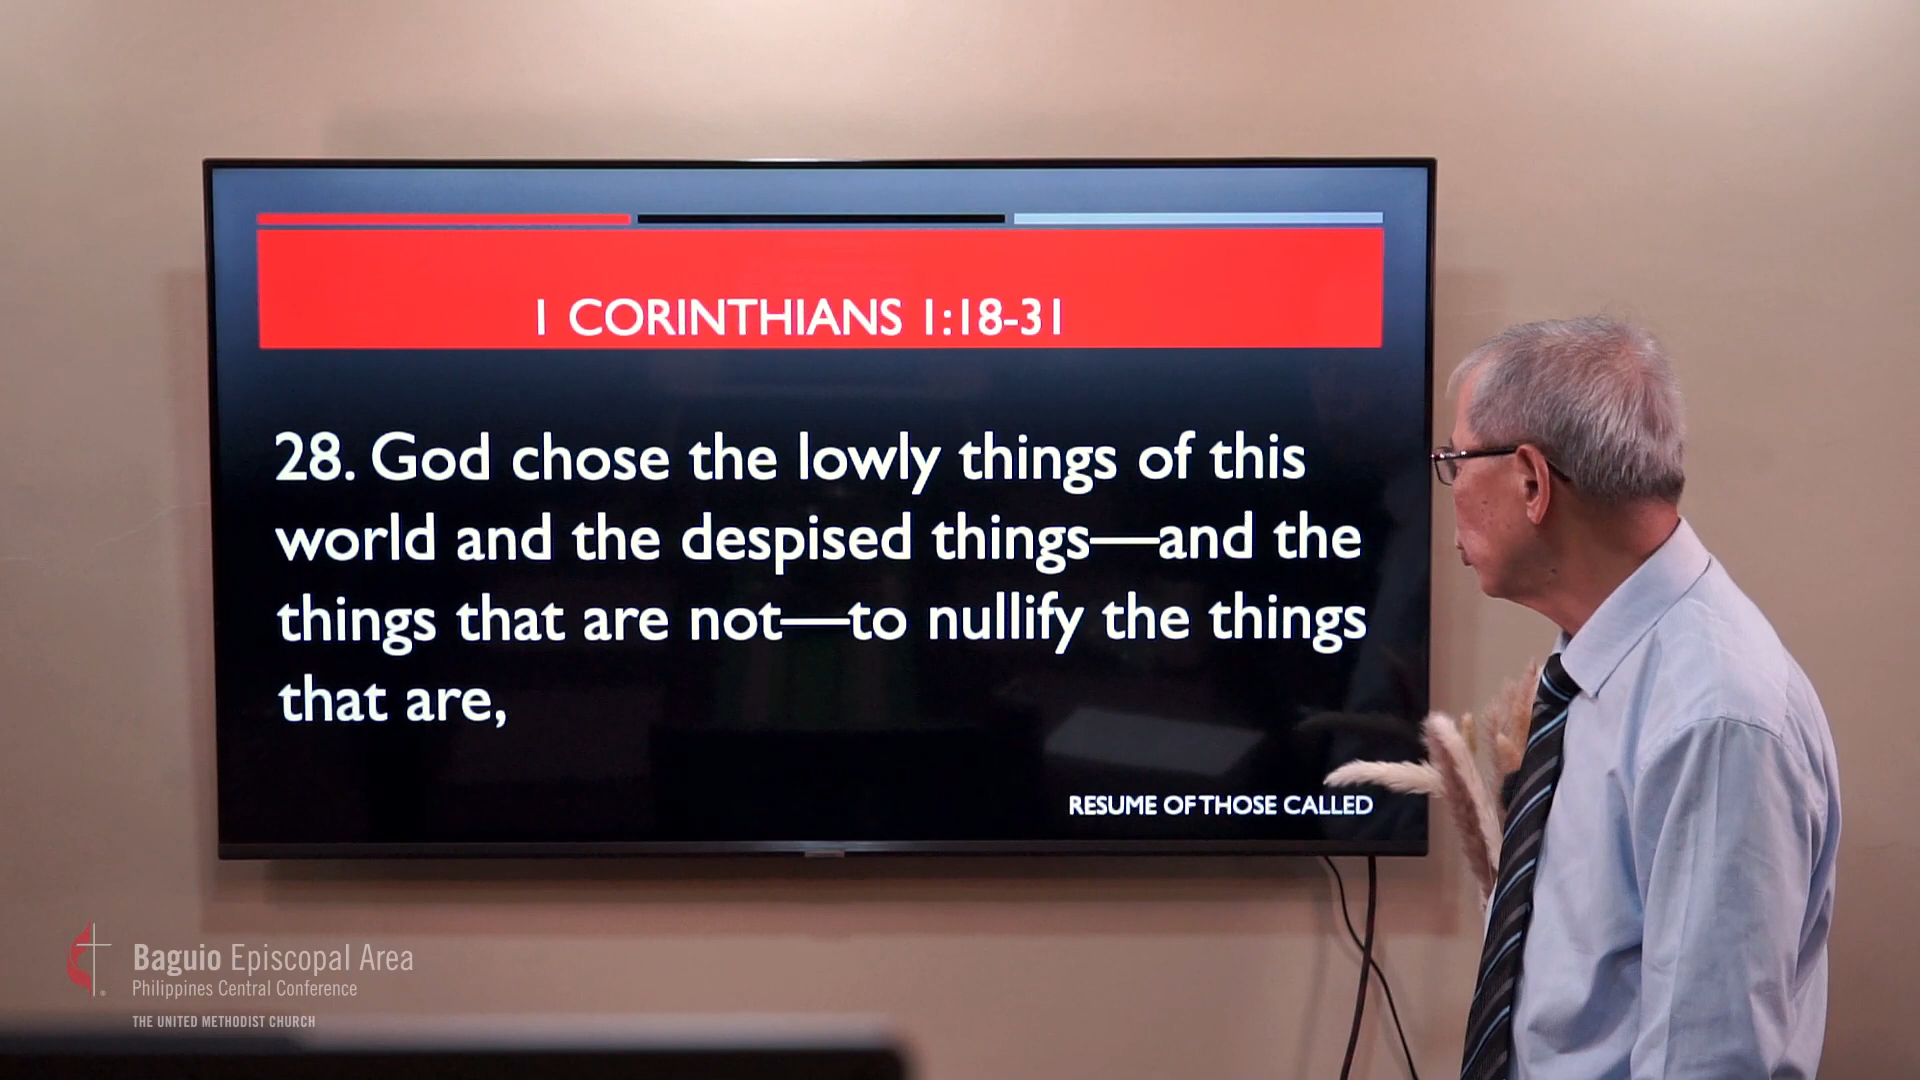 1 CORINTHIANS 1:18-31
28. God chose the lowly things of this
world and the despised things—and the
things that are not—to nullify the things
that are,
RESUME OF THOSE CALLED
Baguio Episcopal Area
Philippines Central Conference
THE UNITED METHODIST CHURCH